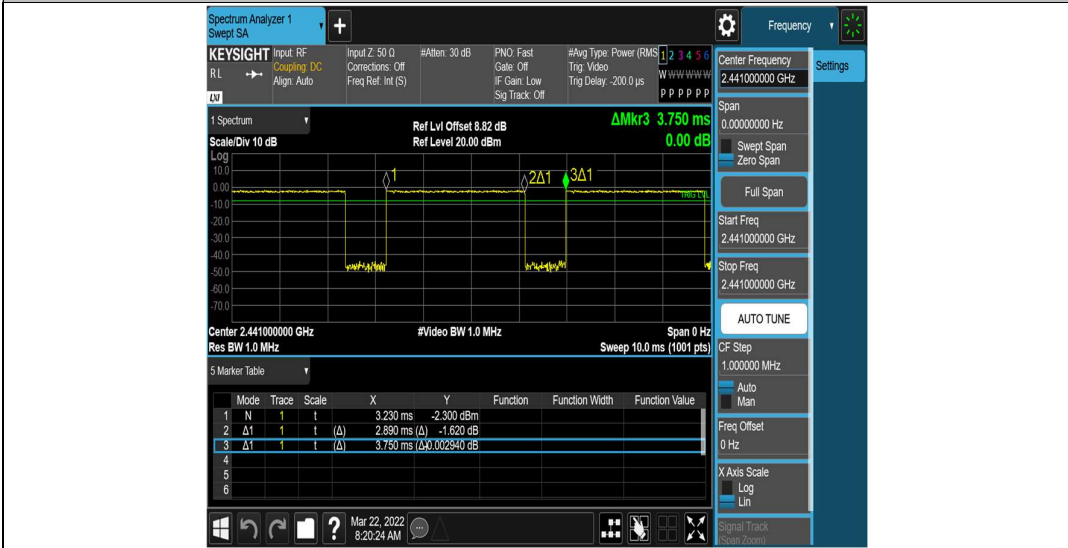 Spectrum Analyzer 1
Swept SA
Frequency
KEYSIGHT
RL
LXI
Input: RF
Coupling: DC
Align: Auto
Input Z: 50 Ω
Corrections: Off
Freq Ref: Int (S)
#Atten: 30 dB
PNO: Fast
Gate: Off
IF Gain: Low
Sig Track: Off
#Avg Type: Power (RMS
Trig: Video
Trig Delay: -200.0 µs
1 2 3 4 5 6
W W W W W W
P P P P P P
1 Spectrum
Scale/Div 10 dB
Ref Lvl Offset 8.82 dB
Ref Level 20.00 dBm
ΔMkr3 3.750 ms
0.00 dB
Log
10.0
0.00
-10.0
-20.0
-30.0
-40.0
-50.0
-60.0
-70.0
1
2Δ1
3Δ1
TRIG LVL
Center 2.441000000 GHz
#Video BW 1.0 MHz
Span 0 Hz
Res BW 1.0 MHz
Sweep 10.0 ms (1001 pts)
5 Marker Table
Mode Trace Scale X Y Function Function Width Function Value
1 N 1 t 3.230 ms -2.300 dBm
2 Δ1 1 t (Δ) 2.890 ms (Δ) -1.620 dB
3 Δ1 1 t (Δ) 3.750 ms (Δ) -0.002940 dB
4
5
6
Mar 22, 2022
8:20:24 AM
Center Frequency
2.441000000 GHz
Span
0.00000000 Hz
Swept Span
Zero Span
Full Span
Start Freq
2.441000000 GHz
Stop Freq
2.441000000 GHz
AUTO TUNE
CF Step
1.000000 MHz
Auto
Man
Freq Offset
0 Hz
X Axis Scale
Log
Lin
Signal Track
(Span Zoom)
Settings